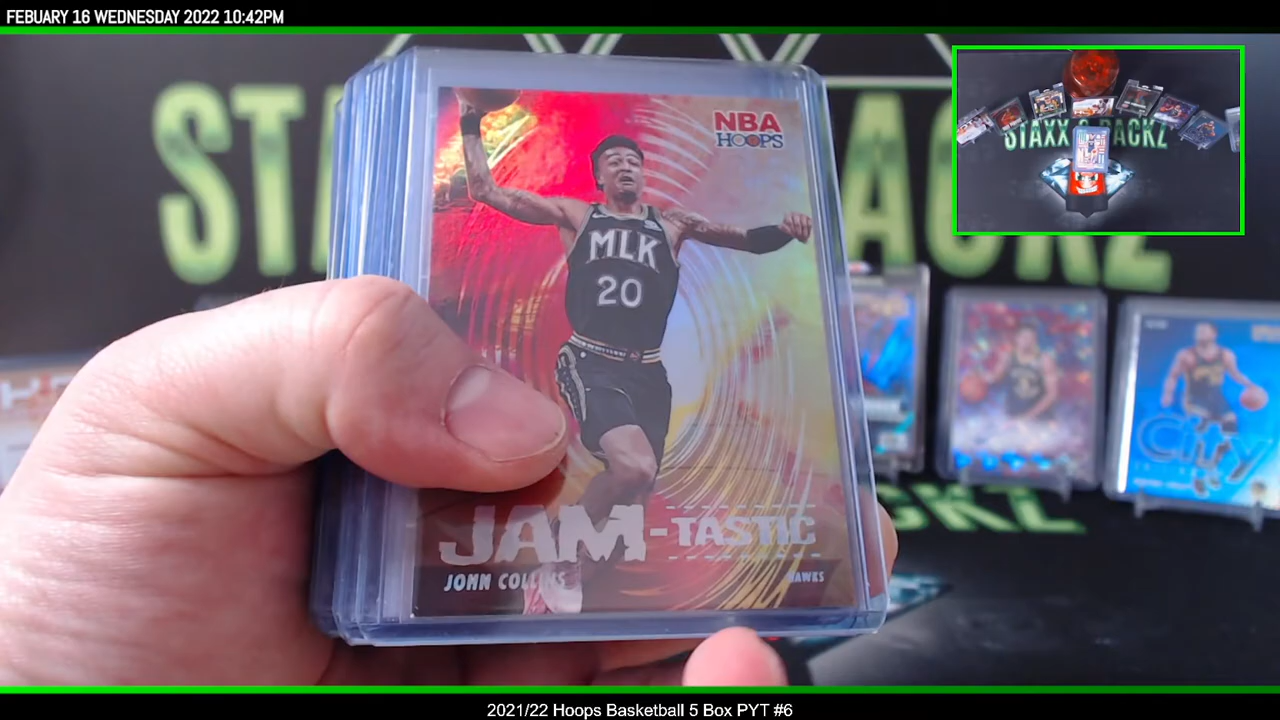 FEBUARY 16 WEDNESDAY 2022 10:42PM
NBA
HOOPS
MLK
20
JAM-TASTIC
JOHN COLLINS
HAWKS
STAXX PACKZ
City
2021/22 Hoops Basketball 5 Box PYT #6